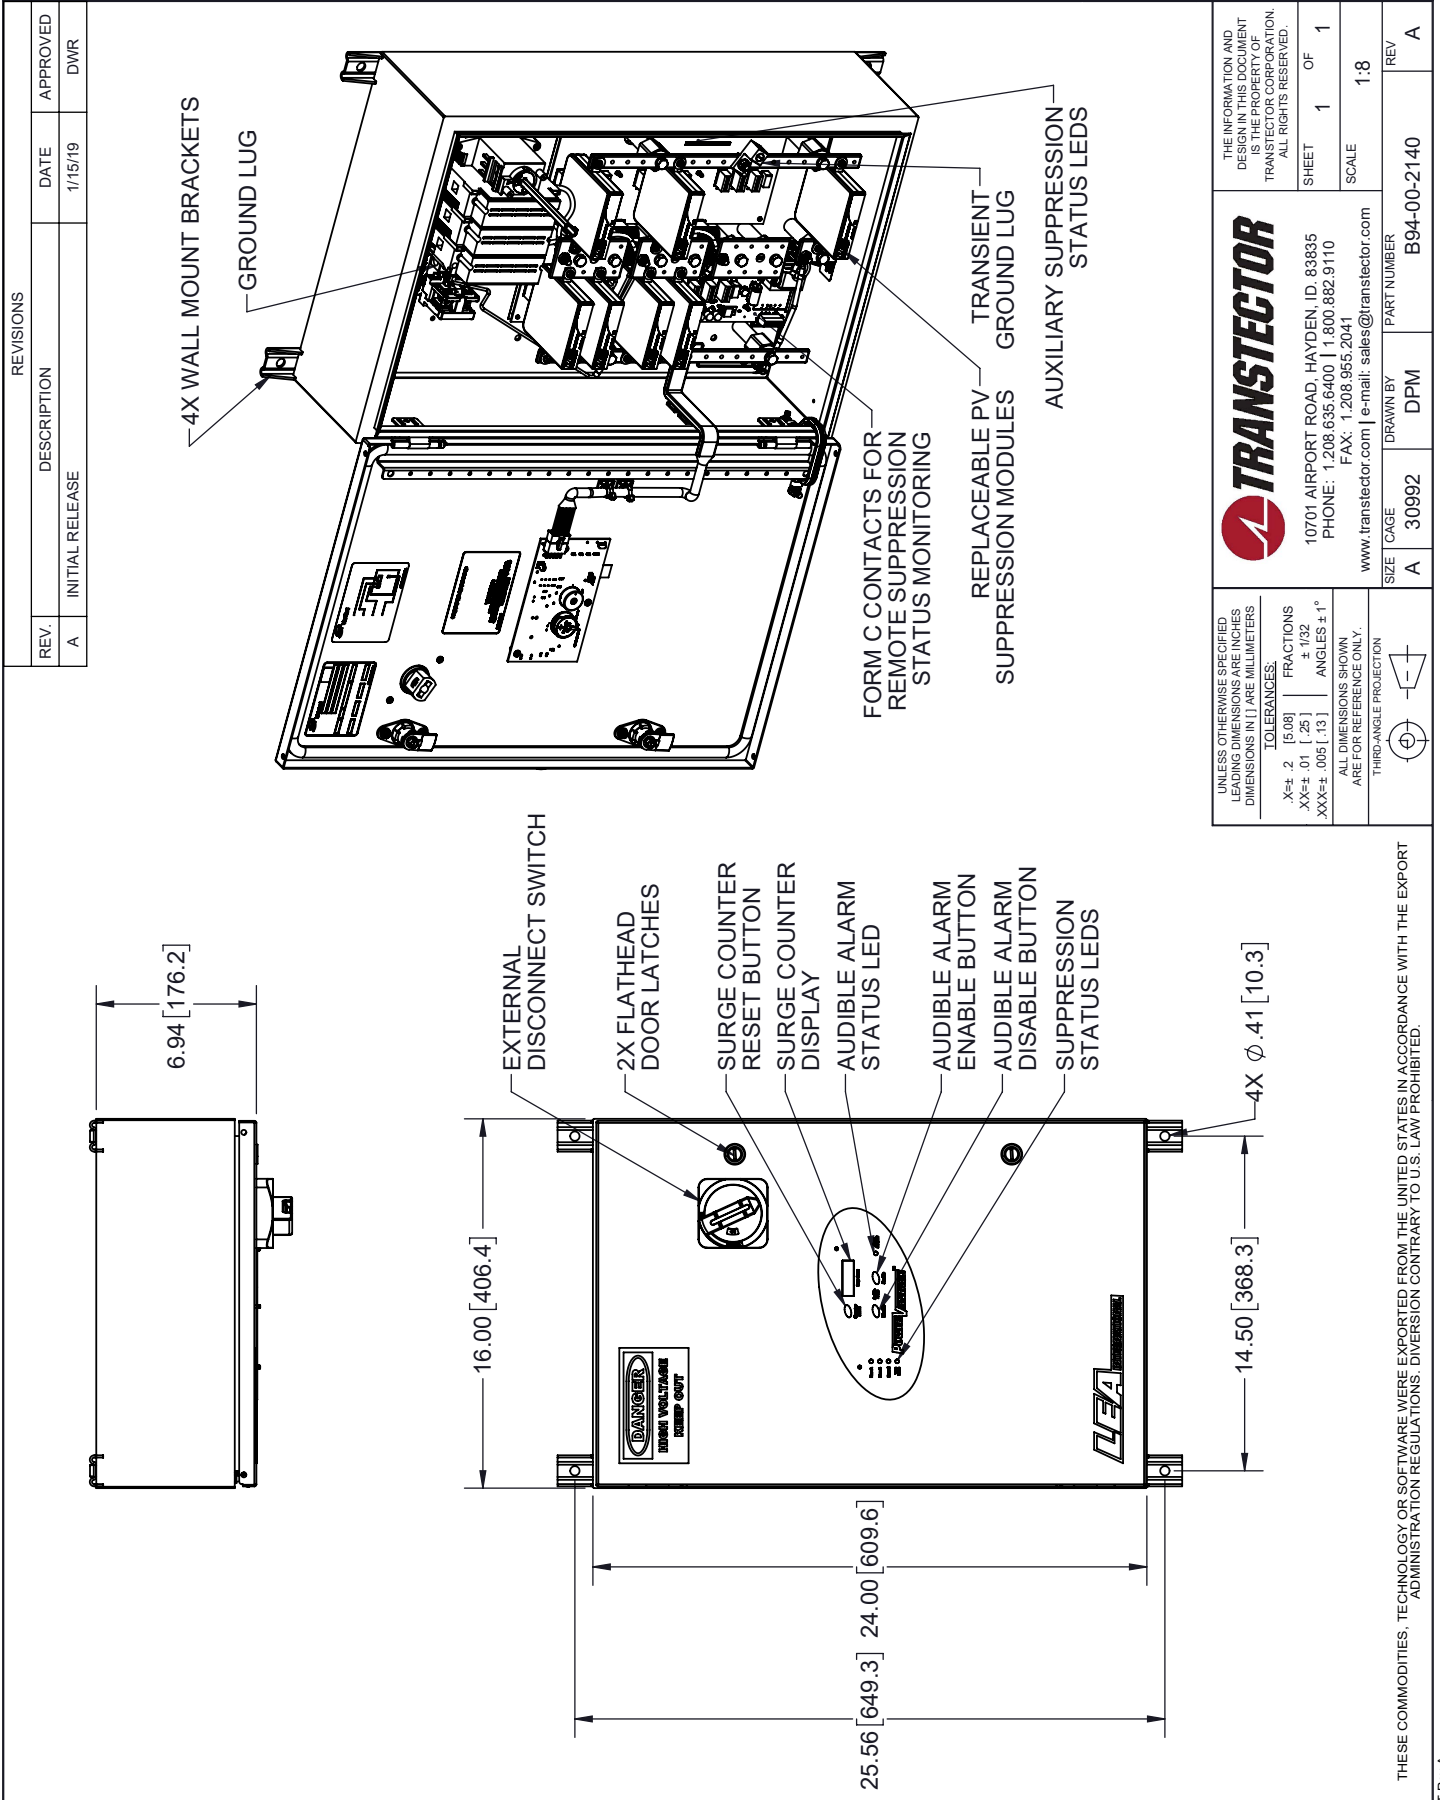 REVISIONS
REV.
DESCRIPTION
DATE
APPROVED
A
INITIAL RELEASE
1/15/19
DWR
6.94 [176.2]
4X WALL MOUNT BRACKETS
GROUND LUG
16.00 [406.4]
EXTERNAL
DISCONNECT SWITCH
2X FLATHEAD
DOOR LATCHES
SURGE COUNTER
RESET BUTTON
SURGE COUNTER
DISPLAY
AUDIBLE ALARM
STATUS LED
AUDIBLE ALARM
ENABLE BUTTON
AUDIBLE ALARM
DISABLE BUTTON
SUPPRESSION
STATUS LEDS
DANGER
HIGH VOLTAGE
KEEP OUT
LEA
INTERNATIONAL
25.56 [649.3]
24.00 [609.6]
14.50 [368.3]
4X ∅ .41 [10.3]
FORM C CONTACTS FOR
REMOTE SUPPRESSION
STATUS MONITORING
REPLACEABLE PV
SUPPRESSION MODULES
TRANSIENT
GROUND LUG
AUXILIARY SUPPRESSION
STATUS LEDS
UNLESS OTHERWISE SPECIFIED
LEADING DIMENSIONS ARE INCHES
DIMENSIONS IN [ ] ARE MILLIMETERS
TOLERANCES:
.X=± .2 [5.08]
.XX=± .01 [.25 ]
.XXX=± .005 [.13 ]
FRACTIONS
± 1/32
ANGLES ± 1°
ALL DIMENSIONS SHOWN
ARE FOR REFERENCE ONLY.
THIRD-ANGLE PROJECTION
TRANSTECTOR
10701 AIRPORT ROAD, HAYDEN, ID. 83835
PHONE: 1.208.635.6400 | 1.800.882.9110
FAX: 1.208.955.2041
www.transtector.com | e-mail: sales@transtector.com
THE INFORMATION AND
DESIGN IN THIS DOCUMENT
IS THE PROPERTY OF
TRANSTECTOR CORPORATION.
ALL RIGHTS RESERVED.
SHEET 1 OF 1
SCALE 1:8
SIZE
A
CAGE
30992
DRAWN BY
DPM
PART NUMBER
B94-00-2140
REV
A
THESE COMMODITIES, TECHNOLOGY OR SOFTWARE WERE EXPORTED FROM THE UNITED STATES IN ACCORDANCE WITH THE EXPORT
ADMINISTRATION REGULATIONS. DIVERSION CONTRARY TO U.S. LAW PROHIBITED.